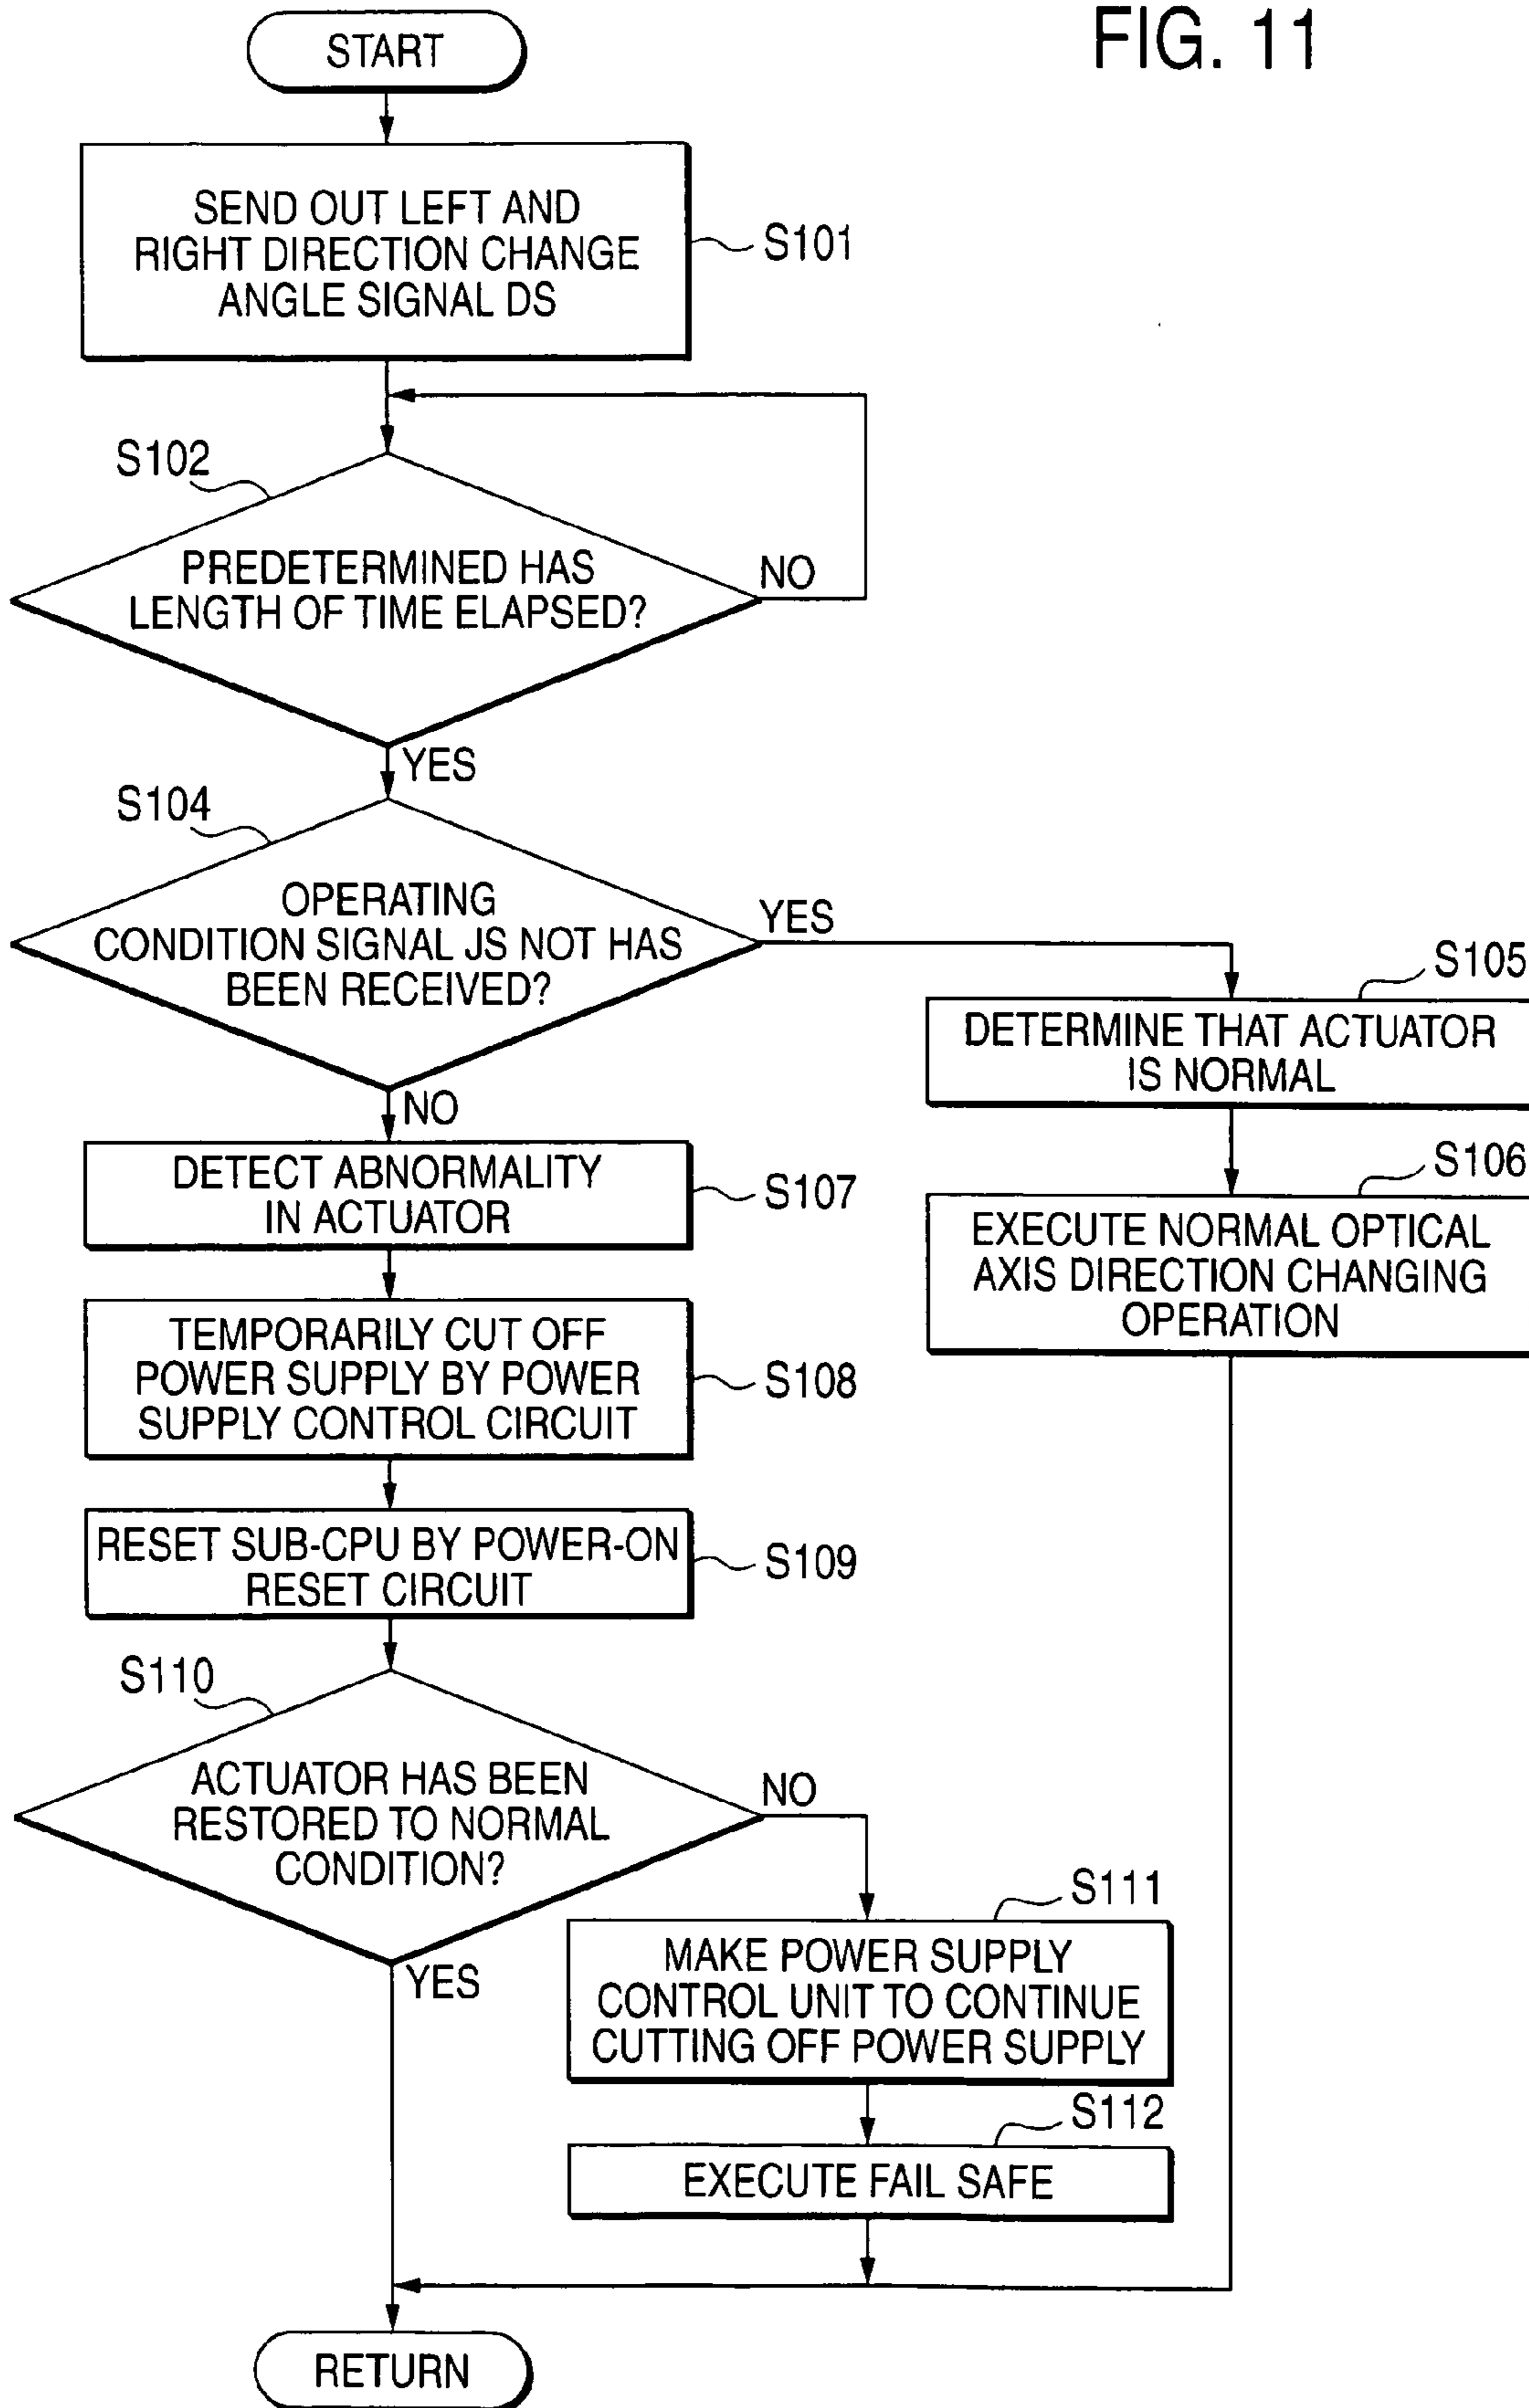 FIG. 11
START
SEND OUT LEFT AND
RIGHT DIRECTION CHANGE
ANGLE SIGNAL DS
S101
S102
PREDETERMINED HAS
LENGTH OF TIME ELAPSED?
NO
YES
S104
OPERATING
CONDITION SIGNAL JS NOT HAS
BEEN RECEIVED?
YES
NO
S105
DETERMINE THAT ACTUATOR
IS NORMAL
S106
EXECUTE NORMAL OPTICAL
AXIS DIRECTION CHANGING
OPERATION
DETECT ABNORMALITY
IN ACTUATOR
S107
TEMPORARILY CUT OFF
POWER SUPPLY BY POWER
SUPPLY CONTROL CIRCUIT
S108
RESET SUB-CPU BY POWER-ON
RESET CIRCUIT
S109
S110
ACTUATOR HAS BEEN
RESTORED TO NORMAL
CONDITION?
NO
YES
S111
MAKE POWER SUPPLY
CONTROL UNIT TO CONTINUE
CUTTING OFF POWER SUPPLY
S112
EXECUTE FAIL SAFE
RETURN